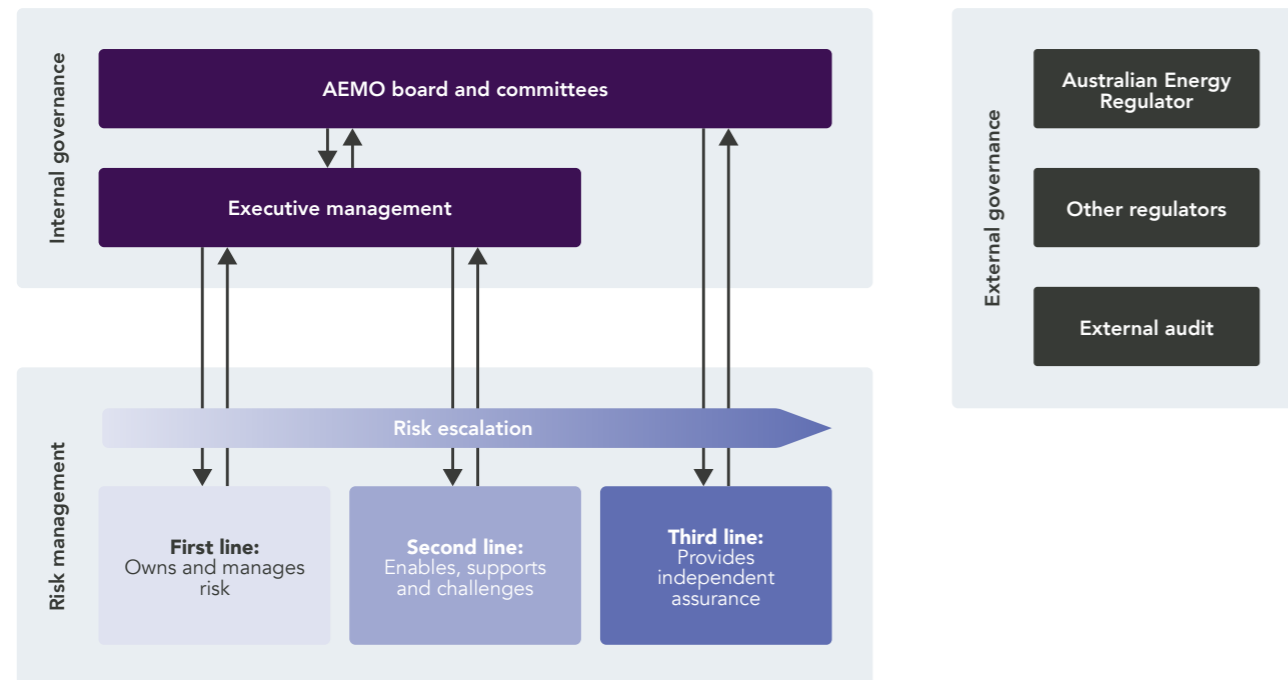 Internal governance
AEMO board and committees
Executive management
External governance
Australian Energy
Regulator
Other regulators
External audit
Risk management
Risk escalation
First line:
Owns and manages
risk
Second line:
Enables, supports
and challenges
Third line:
Provides
independent
assurance